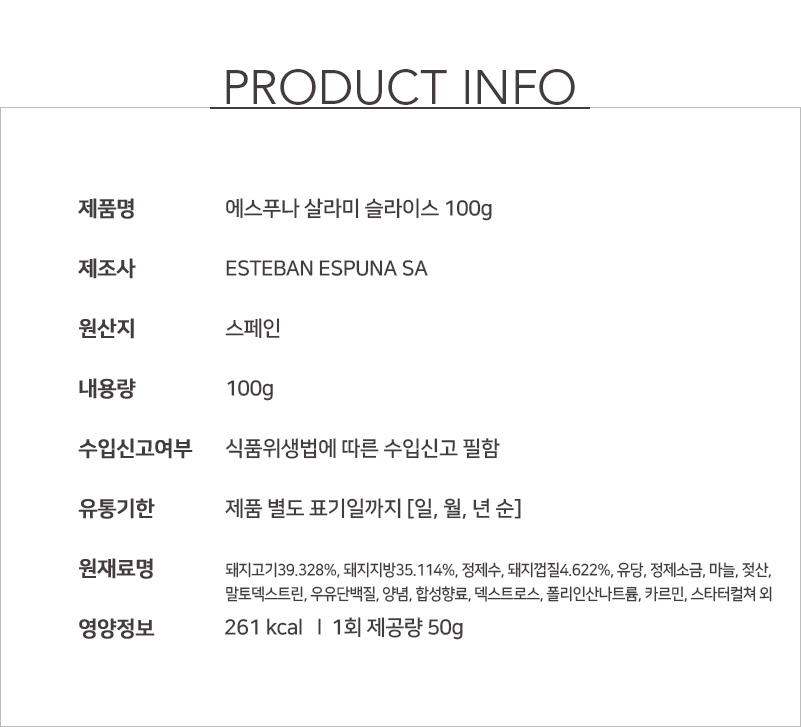 PRODUCT INFO
제품명 에스푸나 살라미 슬라이스 100g
제조사 ESTEBAN ESPUNA SA
원산지 스페인
내용량 100g
수입신고여부 식품위생법에 따른 수입신고 필함
유통기한 제품 별도 표기일까지 [일, 월, 년 순]
원재료명 돼지고기39.328%, 돼지지방35.114%, 정제수, 돼지껍질4.622%, 유당, 정제소금, 마늘, 젖산,
말토덱스트린, 우유단백질, 양념, 합성향료, 덱스트로스, 폴리인산나트륨, 카르민, 스타터컬쳐 외
영양정보 261 kcal ㅣ 1회 제공량 50g